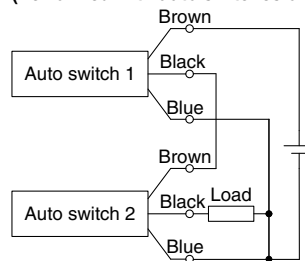 Brown
Black
Auto switch 1
Blue
Brown
Black Load
Auto switch 2
Blue